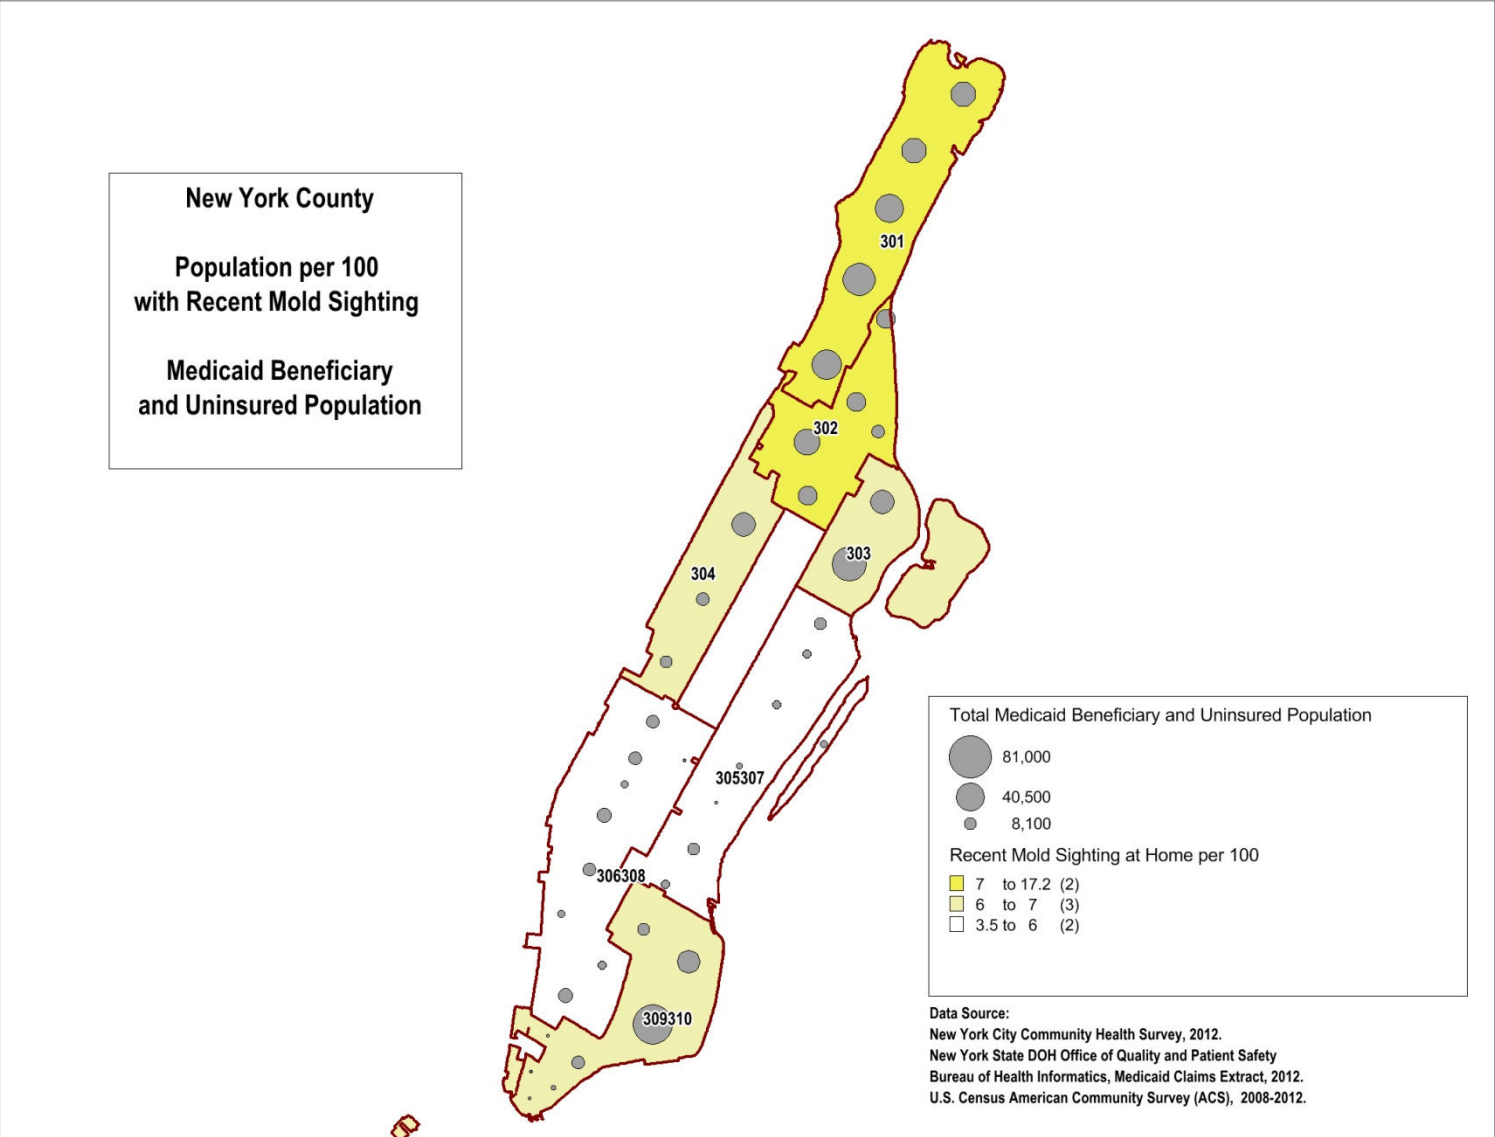 New York County
Population per 100
with Recent Mold Sighting
Medicaid Beneficiary
and Uninsured Population
301
302
303
304
305307
306308
309310
Total Medicaid Beneficiary and Uninsured Population
81,000
40,500
8,100
Recent Mold Sighting at Home per 100
7 to 17.2 (2)
6 to 7 (3)
3.5 to 6 (2)
Data Source:
New York City Community Health Survey, 2012.
New York State DOH Office of Quality and Patient Safety
Bureau of Health Informatics, Medicaid Claims Extract, 2012.
U.S. Census American Community Survey (ACS), 2008-2012.